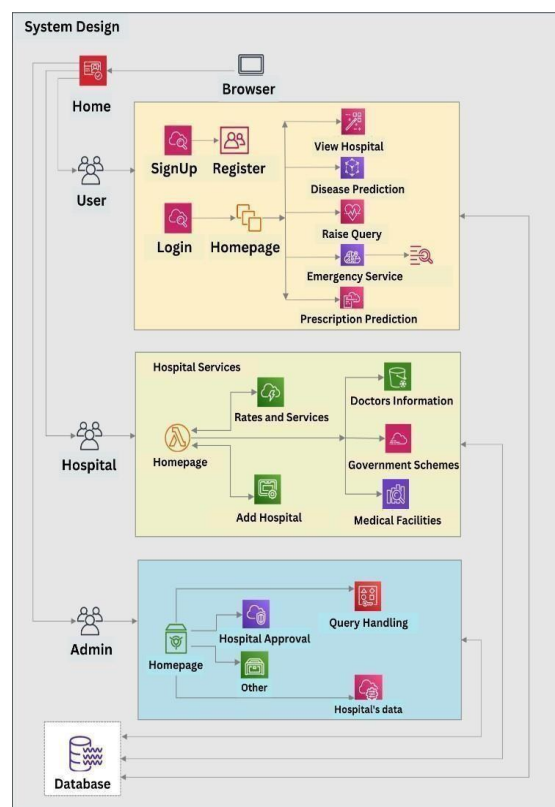 System Design
Home
Browser
User
SignUp
Register
Login
Homepage
View Hospital
Disease Prediction
Raise Query
Emergency Service
Prescription Prediction
Hospital
Hospital Services
Homepage
Rates and Services
Add Hospital
Doctors Information
Government Schemes
Medical Facilities
Admin
Homepage
Hospital Approval
Other
Query Handling
Hospital's data
Database